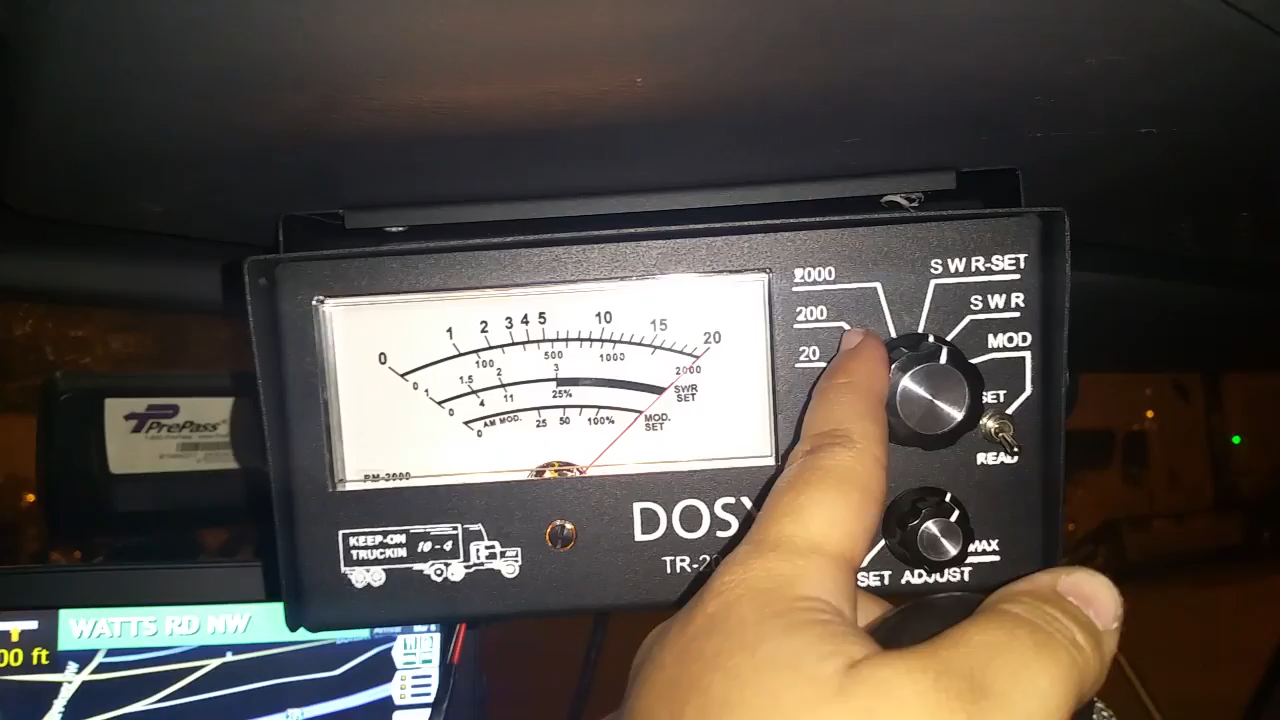 2000
SWR-SET
200
SWR
20
MOD
SET
READ
0 1 2 3 4 5 10 15 20
100 500 1000 2000
1 1.5 2 3 SWR SET
0 4 11 25%
0 AM MOD. 25 50 100% MOD. SET
PM-2000
PrePass
DOSY
KEEP-ON
TRUCKIN 10-4
MAX
SET ADJUST
WATTS RD NW
00 ft